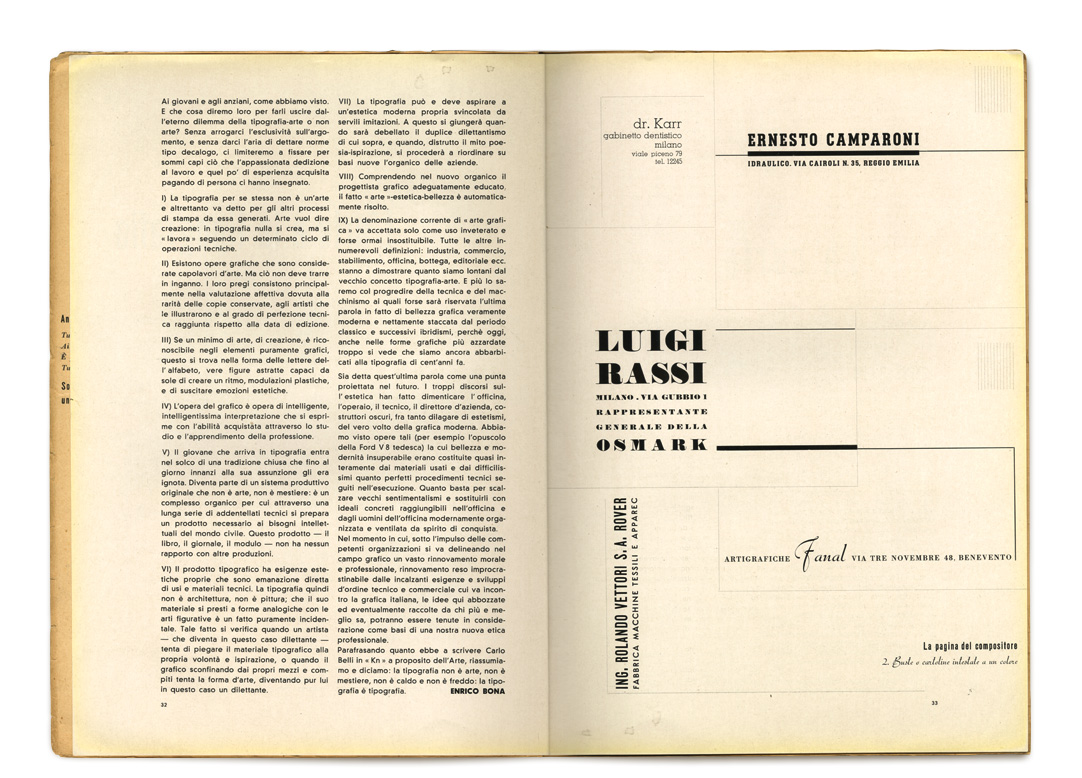 Ai giovani e agli anziani, come abbiamo visto.
E che cosa diremo loro per farli uscire dal-
l'eterno dilemma della tipografia-arte o non
arte? Senza arrogarci l'esclusività sull'argo-
mento, e senza darci l'aria di dettare norme
tipo decalogo, ci limiteremo a fissare per
sommi capi ciò che l'appassionata dedizione
al lavoro e quel po' di esperienza acquisita
pagando di persona ci hanno insegnato.
I) La tipografia per se stessa non è un'arte
e altrettanto va detto per gli altri processi
di stampa da essa generati. Arte vuol dire
creazione: in tipografia nulla si crea, ma si
« lavora » seguendo un determinato ciclo di
operazioni tecniche.
II) Esistono opere grafiche che sono conside-
rate capolavori d'arte. Ma ciò non deve trarre
in inganno. I loro pregi consistono principal-
mente nella valutazione affettiva dovuta alla
rarità delle copie conservate, agli artisti che
le illustrarono e al grado di perfezione tecni-
ca raggiunta rispetto alla data di edizione.
III) Se un minimo di arte, di creazione, è rico-
noscibile negli elementi puramente grafici,
questo si trova nella forma delle lettere del-
l'alfabeto, vere figure astratte capaci da
sole di creare un ritmo, modulazioni plastiche,
e di suscitare emozioni estetiche.
IV) L'opera del grafico è opera di intelligente,
intelligentissima interpretazione che si espri-
me con l'abilità acquistata attraverso lo stu-
dio e l'apprendimento della professione.
V) Il giovane che arriva in tipografia entra
nel solco di una tradizione chiusa che fino al
giorno innanzi alla sua assunzione gli era
ignota. Diventa parte di un sistema produttivo
originale che non è arte, non è mestiere: è un
complesso organico per cui attraverso una
lunga serie di addentellati tecnici si prepara
un prodotto necessario ai bisogni intellet-
tuali del mondo civile. Questo prodotto — il
libro, il giornale, il modulo — non ha nessun
rapporto con altre produzioni.
VI) Il prodotto tipografico ha esigenze este-
tiche proprie che sono emanazione diretta
di usi e materiali tecnici. La tipografia quindi
non è architettura, non è pittura; che il suo
materiale si presti a forme analogiche con le
arti figurative è un fatto puramente inciden-
tale. Tale fatto si verifica quando un artista
— che diventa in questo caso dilettante —
tenta di piegare il materiale tipografico alla
propria volontà e ispirazione, o quando il
grafico sconfinando dai propri mezzi e com-
piti tenta la forma d'arte, diventando pur lui
in questo caso un dilettante.
32
VII) La tipografia può e deve aspirare a
un'estetica moderna propria svincolata da
servili imitazioni. A questo si giungerà quan-
do sarà debellato il duplice dilettantismo
di cui sopra, e quando, distrutto il mito poe-
sia-ispirazione, si procederà a riordinare su
basi nuove l'organico delle aziende.
VIII) Comprendendo nel nuovo organico il
progettista grafico adeguatamente educato,
il fatto « arte »-estetica-bellezza è automatica-
mente risolto.
IX) La denominazione corrente di « arte grafi-
ca » va accettata solo come uso inveterato e
forse ormai insostituibile. Tutte le altre in-
numerevoli definizioni: industria, commercio,
stabilimento, officina, bottega, editoriale ecc.
stanno a dimostrare quanto siamo lontani dal
vecchio concetto tipografia-arte. E più lo sa-
remo col progredire della tecnica e del mac-
chinismo ai quali forse sarà riservata l'ultima
parola in fatto di bellezza grafica veramente
moderna e nettamente staccata dal periodo
classico e successivi ibridismi, perchè oggi,
anche nelle forme grafiche più azzardate
troppo si vede che siamo ancora abbarbi-
cati alla tipografia di cent'anni fa.
Sia detta quest'ultima parola come una punta
proiettata nel futuro. I troppi discorsi sul-
l'estetica han fatto dimenticare l'officina,
l'operaio, il tecnico, il direttore d'azienda, co-
struttori oscuri, fra tanto dilagare di estetismi,
del vero volto della grafica moderna. Abbia-
mo visto opere tali (per esempio l'opuscolo
della Ford V 8 tedesca) la cui bellezza e mo-
dernità insuperabile erano costituite quasi in-
teramente dai materiali usati e dai difficilis-
simi quanto perfetti procedimenti tecnici se-
guiti nell'esecuzione. Quanto basta per scal-
zare vecchi sentimentalismi e sostituirli con
ideali concreti raggiungibili nell'officina e
dagli uomini dell'officina modernamente orga-
nizzata e ventilata da spirito di conquista.
Nel momento in cui, sotto l'impulso delle com-
petenti organizzazioni si va delineando nel
campo grafico un vasto rinnovamento morale
e professionale, rinnovamento reso improcra-
stinabile dalle incalzanti esigenze e sviluppi
d'ordine tecnico e commerciale cui va incon-
tro la grafica italiana, le idee qui abbozzate
ed eventualmente raccolte da chi più e me-
glio sa, potranno essere tenute in conside-
razione come basi di una nostra nuova etica
professionale.
Parafrasando quanto ebbe a scrivere Carlo
Belli in « Kn » a proposito dell'Arte, riassumia-
mo e diciamo: la tipografia non è arte, non è
mestiere, non è caldo e non è freddo: la tipo-
grafia è tipografia. ENRICO BONA
dr. Karr
gabinetto dentistico
milano
viale piceno 79
tel. 12245
ERNESTO CAMPARONI
IDRAULICO. VIA CAIROLI N. 35, REGGIO EMILIA
LUIGI
RASSI
MILANO . VIA GUBBIO 1
RAPPRESENTANTE
GENERALE DELLA
OSMARK
ING. ROLANDO VETTORI S. A. ROVER
FABBRICA MACCHINE TESSILI E APPAREC
ARTIGRAFICHE Fanal VIA TRE NOVEMBRE 48, BENEVENTO
La pagina del compositore
2. Buste e cartoline intestate a un colore
33